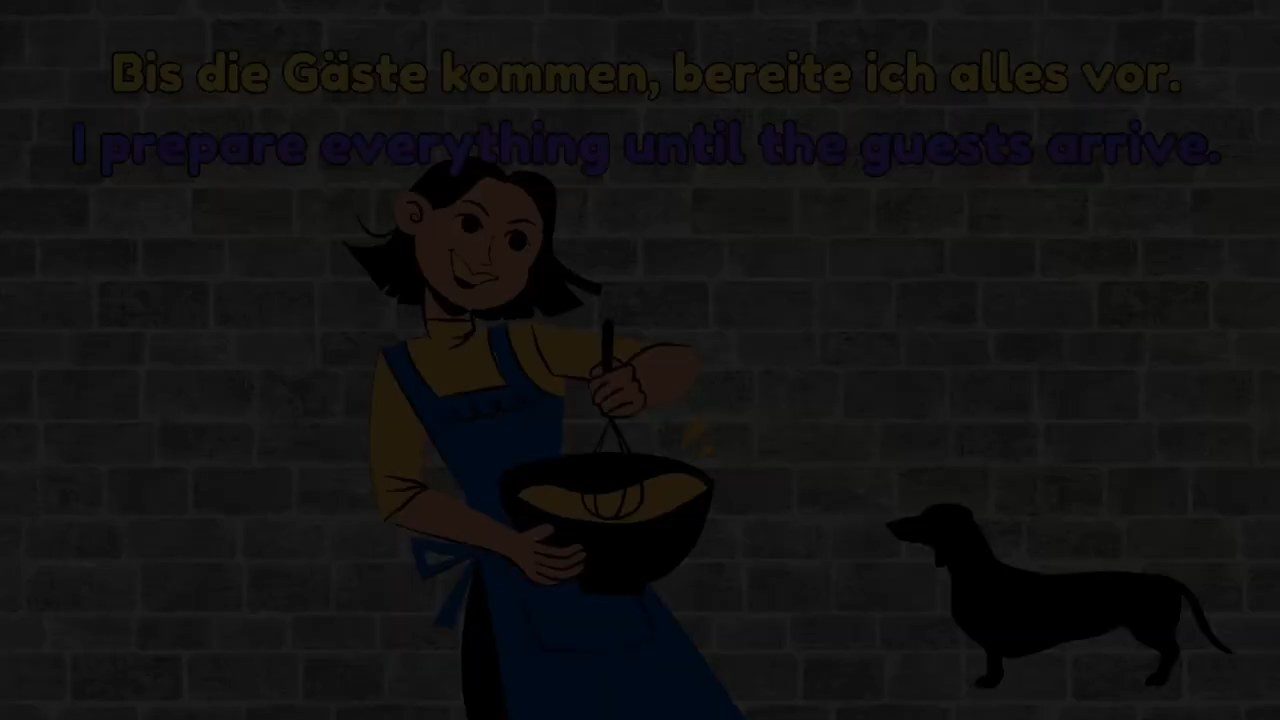 Bis die Gäste kommen, bereite ich alles vor.
I prepare everything until the guests arrive.